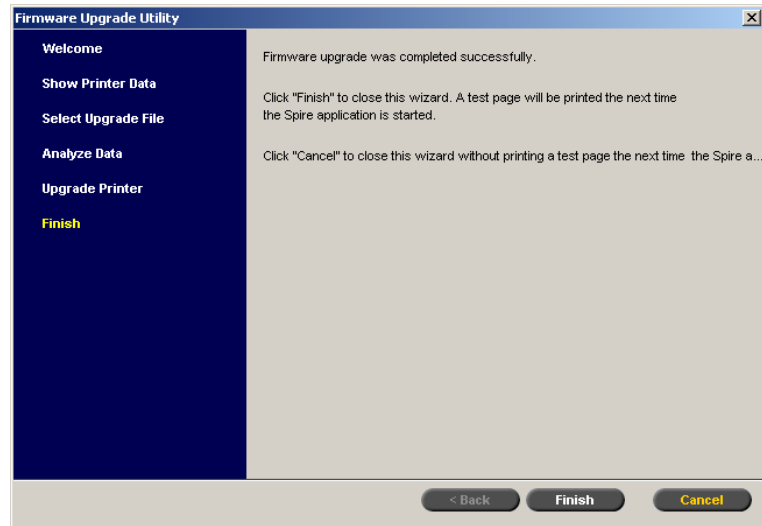 Firmware Upgrade Utility
Welcome
Show Printer Data
Select Upgrade File
Analyze Data
Upgrade Printer
Finish
Firmware upgrade was completed successfully.
Click "Finish" to close this wizard. A test page will be printed the next time
the Spire application is started.
Click "Cancel" to close this wizard without printing a test page the next time the Spire a...
< Back
Finish
Cancel